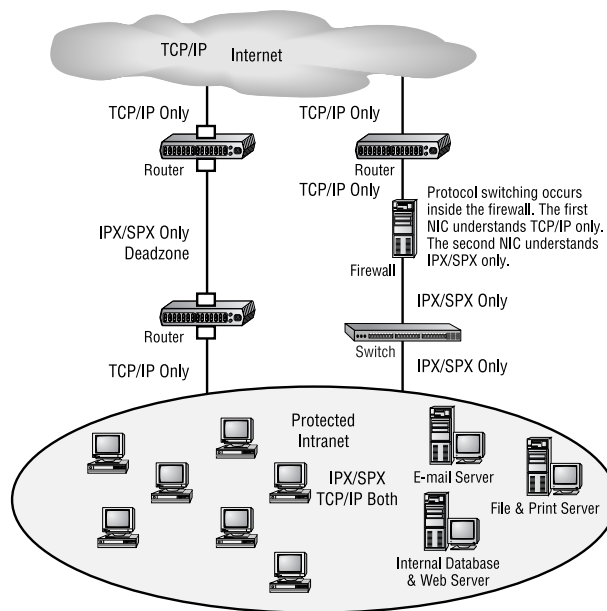 TCP/IP
Internet
TCP/IP Only
TCP/IP Only
Router
Router
TCP/IP Only
Protocol switching occurs
inside the firewall. The first
NIC understands TCP/IP only.
The second NIC understands
IPX/SPX only.
IPX/SPX Only
Deadzone
Firewall
IPX/SPX Only
Router
Switch
TCP/IP Only
IPX/SPX Only
Protected
Intranet
IPX/SPX
TCP/IP Both
E-mail Server
File & Print Server
Internal Database
& Web Server